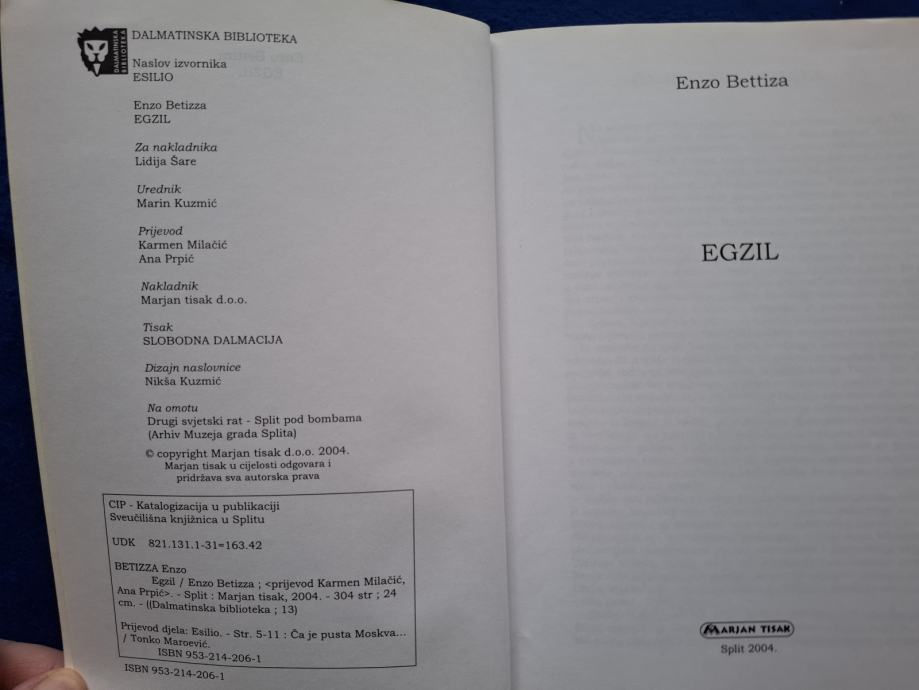 DALMATINSKA BIBLIOTEKA
DALMATINSKA
BIBLIOTEKA
Naslov izvornika
ESILIO
Enzo Betizza
EGZIL
Za nakladnika
Lidija Šare
Urednik
Marin Kuzmić
Prijevod
Karmen Milačić
Ana Prpić
Nakladnik
Marjan tisak d.o.o.
Tisak
SLOBODNA DALMACIJA
Dizajn naslovnice
Nikša Kuzmić
Na omotu
Drugi svjetski rat - Split pod bombama
(Arhiv Muzeja grada Splita)
© copyright Marjan tisak d.o.o. 2004.
Marjan tisak u cijelosti odgovara i
pridržava sva autorska prava
CIP - Katalogizacija u publikaciji
Sveučilišna knjižnica u Splitu
UDK 821.131.1-31=163.42
BETIZZA Enzo
Egzil / Enzo Betizza ; <prijevod Karmen Milačić,
Ana Prpić>. - Split : Marjan tisak, 2004. - 304 str ; 24
cm. - ((Dalmatinska biblioteka ; 13)
Prijevod djela: Esilio. - Str. 5-11 : Ča je pusta Moskva...
/ Tonko Maroević.
ISBN 953-214-206-1
ISBN 953-214-206-1
Enzo Bettiza
EGZIL
MARJAN TISAK
Split 2004.